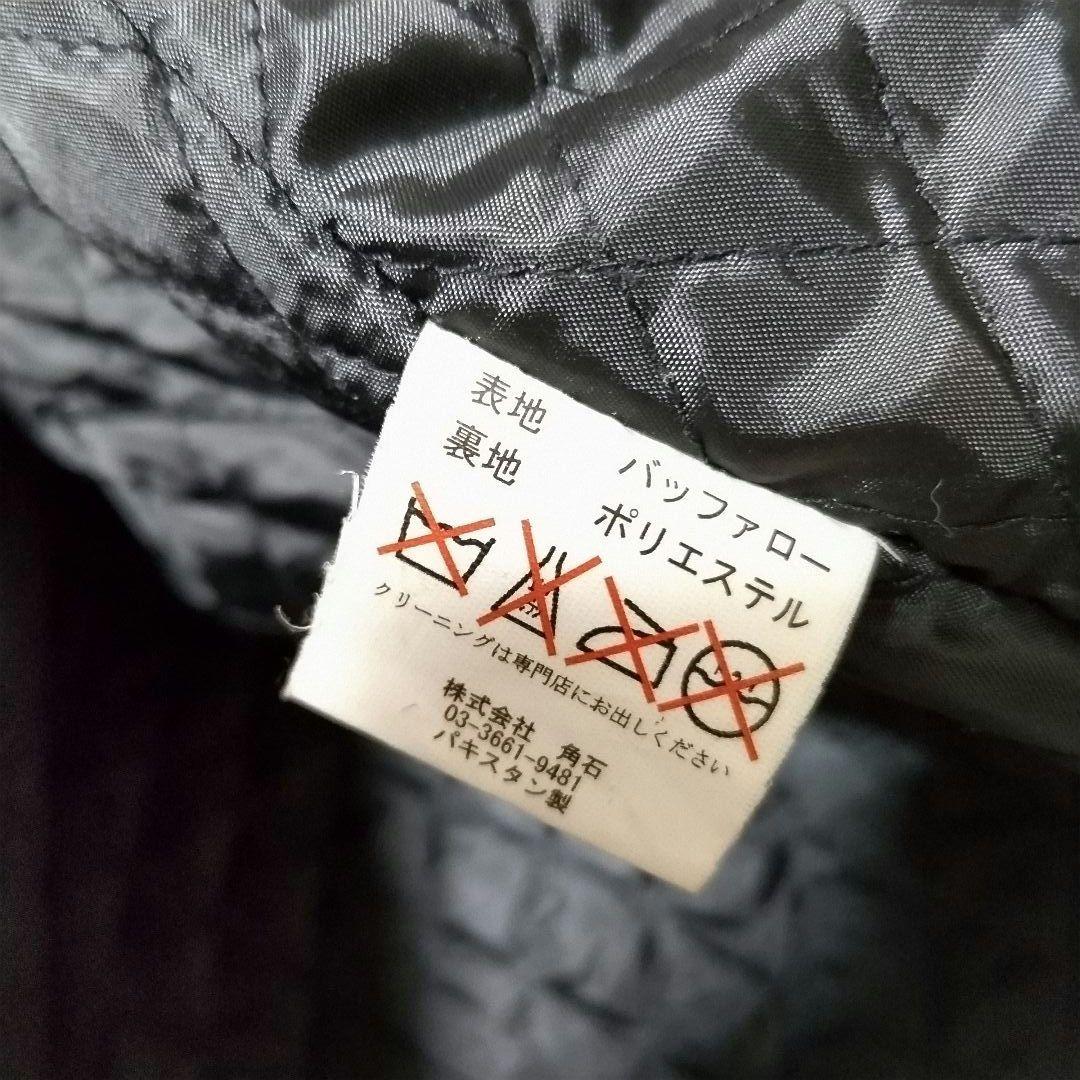 表地 バッファロー
裏地 ポリエステル
クリーニングは専門店にお出しください
株式会社 角石
03-3661-9481
パキスタン製